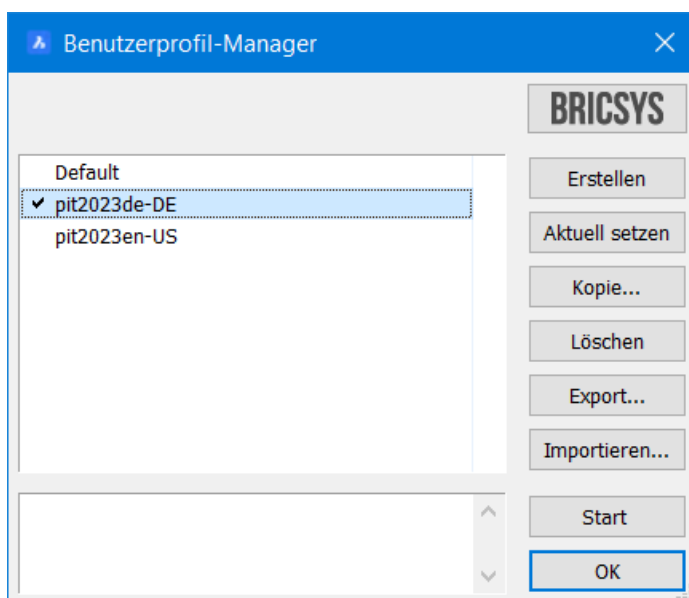 Benutzerprofil-Manager
BRICSYS
Default
pit2023de-DE
pit2023en-US
Erstellen
Aktuell setzen
Kopie...
Löschen
Export...
Importieren...
Start
OK